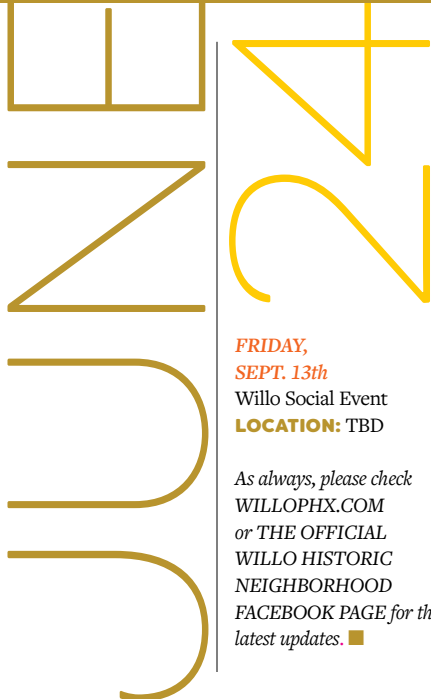 JUNE
24
FRIDAY,
SEPT. 13th
Willo Social Event
LOCATION: TBD
As always, please check
WILLOPHX.COM
or THE OFFICIAL
WILLO HISTORIC
NEIGHBORHOOD
FACEBOOK PAGE for th
latest updates.